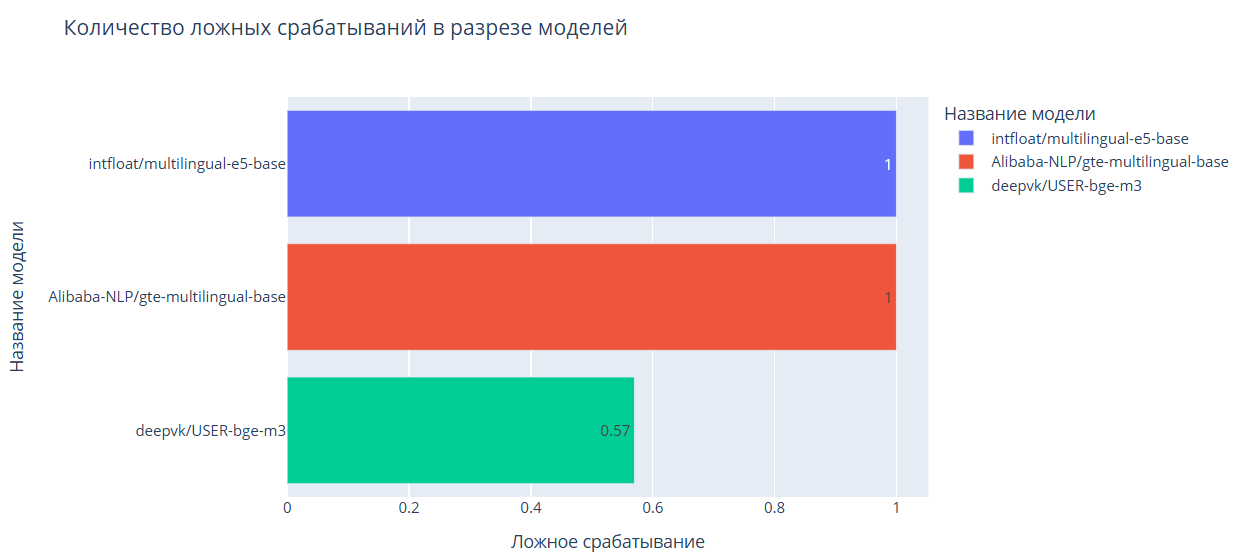 Количество ложных срабатываний в разрезе моделей
Название модели
intfloat/multilingual-e5-base
Alibaba-NLP/gte-multilingual-base
deepvk/USER-bge-m3
1
1
0.57
0
0.2
0.4
0.6
0.8
1
Ложное срабатывание
Название модели
intfloat/multilingual-e5-base
Alibaba-NLP/gte-multilingual-base
deepvk/USER-bge-m3